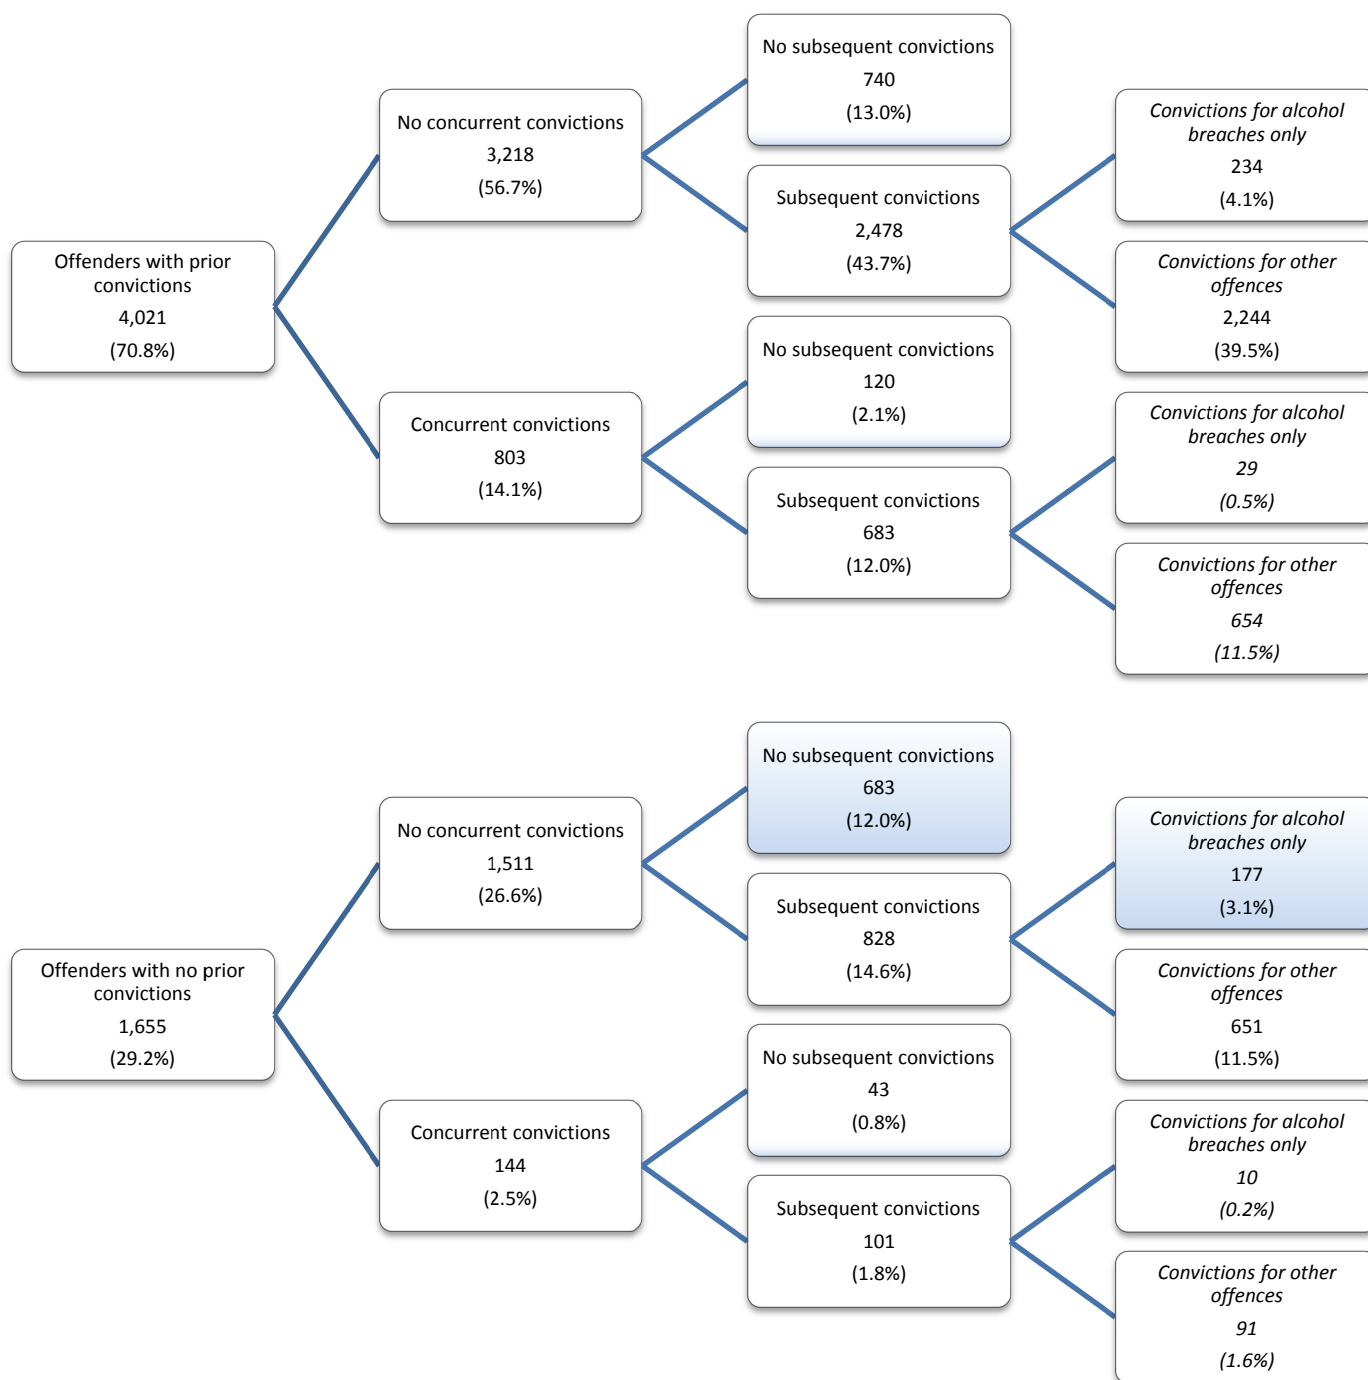 Offenders with prior
convictions
4,021
(70.8%)
No concurrent convictions
3,218
(56.7%)
No subsequent convictions
740
(13.0%)
Subsequent convictions
2,478
(43.7%)
Convictions for alcohol
breaches only
234
(4.1%)
Convictions for other
offences
2,244
(39.5%)
Concurrent convictions
803
(14.1%)
No subsequent convictions
120
(2.1%)
Subsequent convictions
683
(12.0%)
Convictions for alcohol
breaches only
29
(0.5%)
Convictions for other
offences
654
(11.5%)
Offenders with no prior
convictions
1,655
(29.2%)
No concurrent convictions
1,511
(26.6%)
No subsequent convictions
683
(12.0%)
Subsequent convictions
828
(14.6%)
Convictions for alcohol
breaches only
177
(3.1%)
Convictions for other
offences
651
(11.5%)
Concurrent convictions
144
(2.5%)
No subsequent convictions
43
(0.8%)
Subsequent convictions
101
(1.8%)
Convictions for alcohol
breaches only
10
(0.2%)
Convictions for other
offences
91
(1.6%)